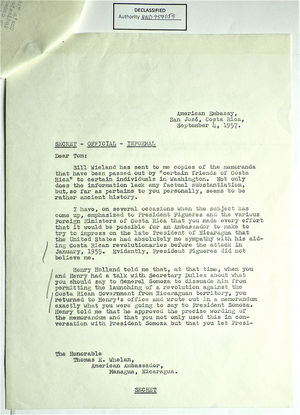 DECLASSIFIED
Authority
American Embassy,
San José, Costa Rica,
September 4, 1957.
SECRET - OFFICIAL - INFORMAL
Dear Tom:
Bill Wieland has sent to me copies of the memoranda
that have been passed out by "certain friends of Costa
Rica" to certain individuals in Washington. Not only
does the information lack any factual substantiation,
but, so far as pertains to you personally, seems to be
rather ancient history.
I have, on several occasions when the subject has
come up, emphasized to President Figueres and the various
Foreign Ministers of Costa Rica that you made every effort
that it would be possible for an Ambassador to make to
try to impress on the late President of Nicaragua that
the United States had absolutely no sympathy with his aid-
ing Costa Rican revolutionaries before the attack in
January, 1955. Evidently, President Figueres did not
believe me.
Henry Holland told me that, at that time, when you
and Henry had a talk with Secretary Dulles about what
you should say to General Somoza to dissuade him from
permitting the launching of a revolution against the
Costa Rican Government from Nicaraguan territory, you
returned to Henry's office and wrote out in a memorandum
exactly what you were going to say to President Somoza.
Henry told me that he approved the precise wording of
the memorandum and that you not only used this in con-
versation with President Somoza but that you let Presi-
The Honorable
Thomas E. Whelan,
American Ambassador,
Managua, Nicaragua.
SECRET